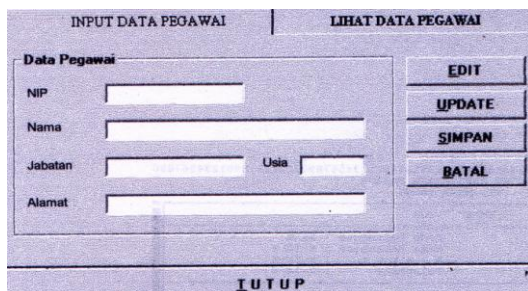 INPUT DATA PEGAWAI
LIHAT DATA PEGAWAI
Data Pegawai
NIP
Nama
Jabatan
Usia
Alamat
EDIT
UPDATE
SIMPAN
BATAL
TUTUP